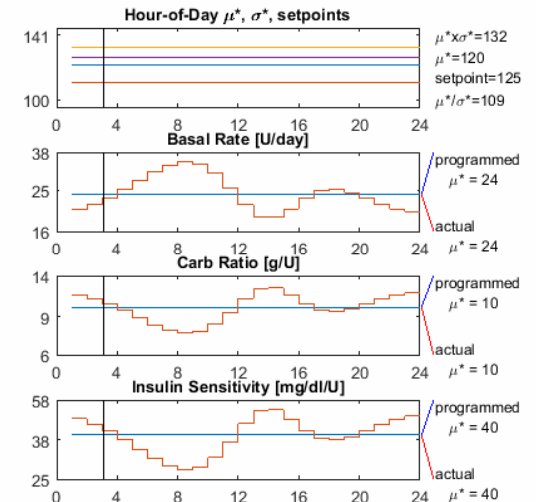 Hour-of-Day μ*, σ*, setpoints
141
100
μ*xσ*=132
μ*=120
setpoint=125
μ*/σ*=109
0 4 8 12 16 20 24
Basal Rate [U/day]
38
25
16
programmed
μ* = 24
actual
μ* = 24
0 4 8 12 16 20 24
Carb Ratio [g/U]
14
9
6
programmed
μ* = 10
actual
μ* = 10
0 4 8 12 16 20 24
Insulin Sensitivity [mg/dl/U]
58
38
25
programmed
μ* = 40
actual
μ* = 40
0 4 8 12 16 20 24